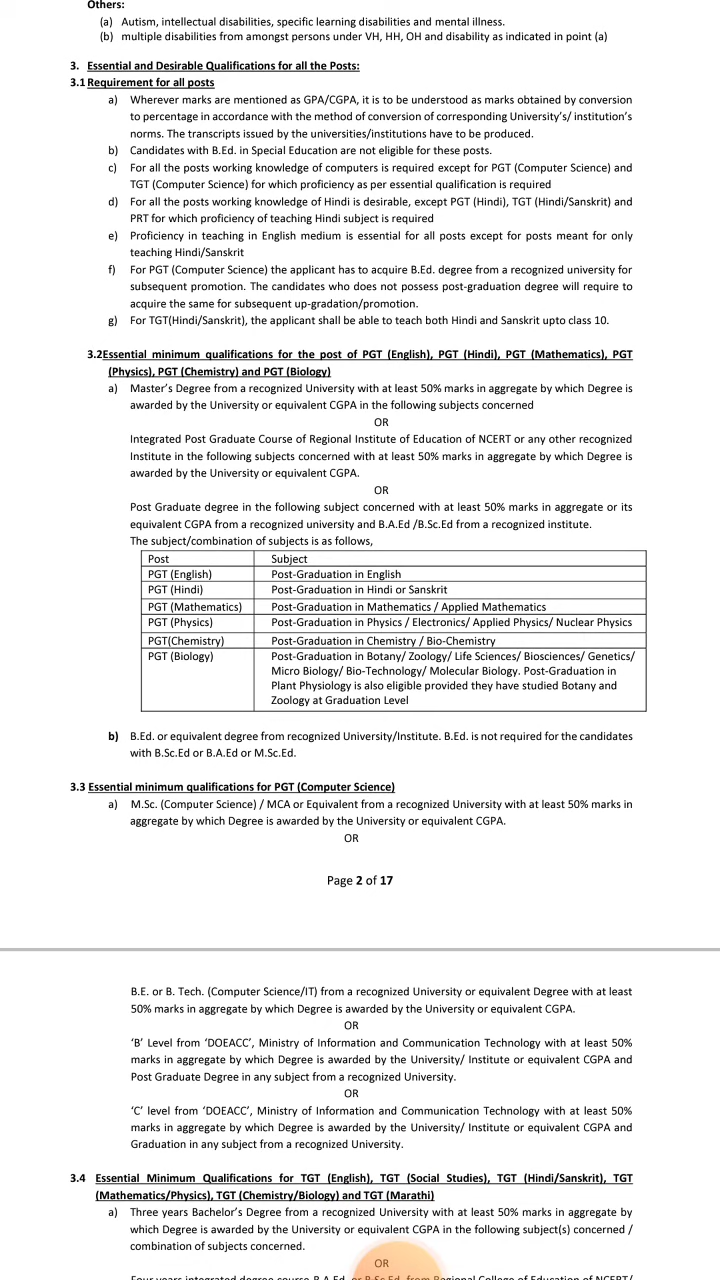 Others:
(a) Autism, intellectual disabilities, specific learning disabilities and mental illness.
(b) multiple disabilities from amongst persons under VH, HH, OH and disability as indicated in point (a)
3. Essential and Desirable Qualifications for all the Posts:
3.1 Requirement for all posts
a) Wherever marks are mentioned as GPA/CGPA, it is to be understood as marks obtained by conversion
to percentage in accordance with the method of conversion of corresponding University's/ institution's
norms. The transcripts issued by the universities/institutions have to be produced.
b) Candidates with B.Ed. in Special Education are not eligible for these posts.
c) For all the posts working knowledge of computers is required except for PGT (Computer Science) and
TGT (Computer Science) for which proficiency as per essential qualification is required
d) For all the posts working knowledge of Hindi is desirable, except PGT (Hindi), TGT (Hindi/Sanskrit) and
PRT for which proficiency of teaching Hindi subject is required
e) Proficiency in teaching in English medium is essential for all posts except for posts meant for only
teaching Hindi/Sanskrit
f) For PGT (Computer Science) the applicant has to acquire B.Ed. degree from a recognized university for
subsequent promotion. The candidates who does not possess post-graduation degree will require to
acquire the same for subsequent up-gradation/promotion.
g) For TGT(Hindi/Sanskrit), the applicant shall be able to teach both Hindi and Sanskrit upto class 10.
3.2Essential minimum qualifications for the post of PGT (English), PGT (Hindi), PGT (Mathematics), PGT
(Physics), PGT (Chemistry) and PGT (Biology)
a) Master's Degree from a recognized University with at least 50% marks in aggregate by which Degree is
awarded by the University or equivalent CGPA in the following subjects concerned
OR
Integrated Post Graduate Course of Regional Institute of Education of NCERT or any other recognized
Institute in the following subjects concerned with at least 50% marks in aggregate by which Degree is
awarded by the University or equivalent CGPA.
OR
Post Graduate degree in the following subject concerned with at least 50% marks in aggregate or its
equivalent CGPA from a recognized university and B.A.Ed /B.Sc.Ed from a recognized institute.
The subject/combination of subjects is as follows,
Post Subject
PGT (English) Post-Graduation in English
PGT (Hindi) Post-Graduation in Hindi or Sanskrit
PGT (Mathematics) Post-Graduation in Mathematics / Applied Mathematics
PGT (Physics) Post-Graduation in Physics / Electronics/ Applied Physics/ Nuclear Physics
PGT(Chemistry) Post-Graduation in Chemistry / Bio-Chemistry
PGT (Biology) Post-Graduation in Botany/ Zoology/ Life Sciences/ Biosciences/ Genetics/
Micro Biology/ Bio-Technology/ Molecular Biology. Post-Graduation in
Plant Physiology is also eligible provided they have studied Botany and
Zoology at Graduation Level
b) B.Ed. or equivalent degree from recognized University/Institute. B.Ed. is not required for the candidates
with B.Sc.Ed or B.A.Ed or M.Sc.Ed.
3.3 Essential minimum qualifications for PGT (Computer Science)
a) M.Sc. (Computer Science) / MCA or Equivalent from a recognized University with at least 50% marks in
aggregate by which Degree is awarded by the University or equivalent CGPA.
OR
Page 2 of 17
B.E. or B. Tech. (Computer Science/IT) from a recognized University or equivalent Degree with at least
50% marks in aggregate by which Degree is awarded by the University or equivalent CGPA.
OR
‘B’ Level from ‘DOEACC’, Ministry of Information and Communication Technology with at least 50%
marks in aggregate by which Degree is awarded by the University/ Institute or equivalent CGPA and
Post Graduate Degree in any subject from a recognized University.
OR
‘C’ level from ‘DOEACC’, Ministry of Information and Communication Technology with at least 50%
marks in aggregate by which Degree is awarded by the University/ Institute or equivalent CGPA and
Graduation in any subject from a recognized University.
3.4 Essential Minimum Qualifications for TGT (English), TGT (Social Studies), TGT (Hindi/Sanskrit), TGT
(Mathematics/Physics), TGT (Chemistry/Biology) and TGT (Marathi)
a) Three years Bachelor's Degree from a recognized University with at least 50% marks in aggregate by
which Degree is awarded by the University or equivalent CGPA in the following subject(s) concerned /
combination of subjects concerned.
OR
Four years integrated degree course B.A.Ed. or B.Sc.Ed. from Regional College of Education of NCERT/